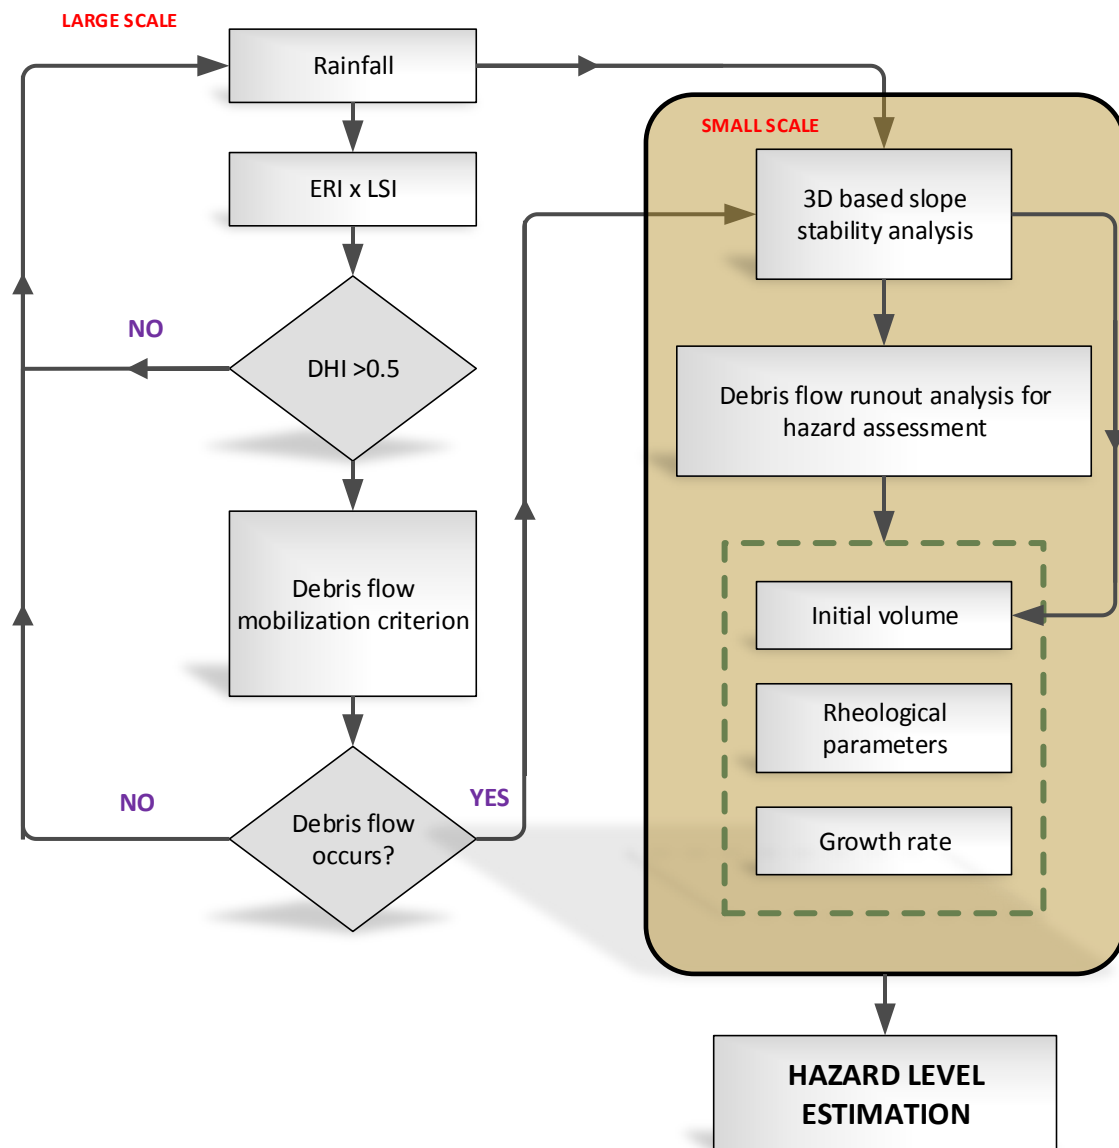 LARGE SCALE
Rainfall
ERI x LSI
NO
DHI >0.5
Debris flow
mobilization criterion
NO
YES
Debris flow
occurs?
SMALL SCALE
3D based slope
stability analysis
Debris flow runout analysis for
hazard assessment
Initial volume
Rheological
parameters
Growth rate
HAZARD LEVEL
ESTIMATION